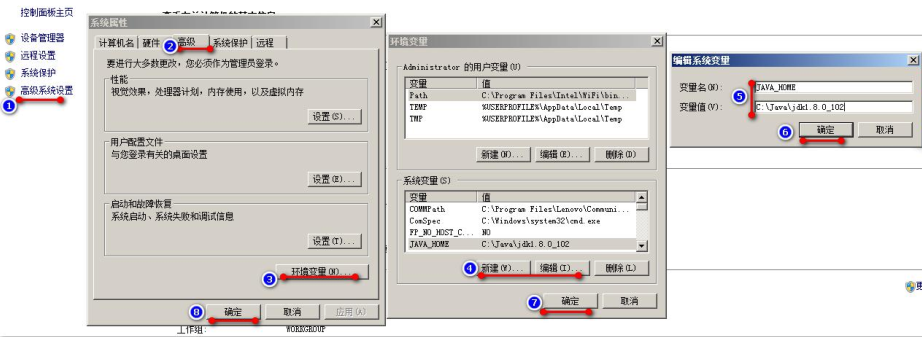 控制面板主页
设备管理器
远程设置
系统保护
高级系统设置
1
系统属性
计算机名
硬件
2
高级
系统保护
远程
要进行大多数更改，您必须作为管理员登录。
性能
视觉效果，处理器计划，内存使用，以及虚拟内存
设置(S)...
用户配置文件
与您登录有关的桌面设置
设置(E)...
启动和故障恢复
系统启动、系统失败和调试信息
设置(T)...
3
环境变量(N)...
8
确定
取消
应用(A)
工作组:
WORKGROUP
环境变量
Administrator 的用户变量(U)
变量 值
Path C:\Program Files\Intel\WiFi\bin...
TEMP %USERPROFILE%\AppData\Local\Temp
TMP %USERPROFILE%\AppData\Local\Temp
新建(N)...
编辑(E)...
删除(D)
系统变量(S)
变量 值
COMMPath C:\Program Files\Lenovo\Communi...
ComSpec C:\Windows\system32\cmd.exe
FP_NO_HOST_C... NO
JAVA_HOME C:\Java\jdk1.8.0_102
4
新建(W)...
编辑(I)...
删除(L)
7
确定
取消
编辑系统变量
变量名(N):
JAVA_HOME
5
变量值(V):
C:\Java\jdk1.8.0_102
6
确定
取消